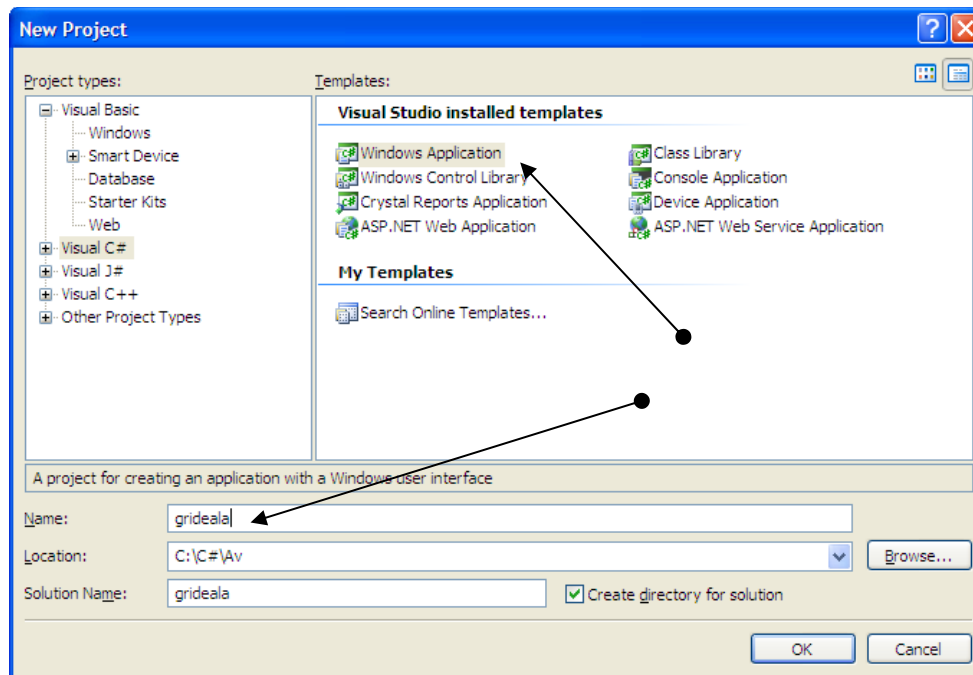 New Project
Project types:
Templates:
Visual Basic
Windows
Smart Device
Database
Starter Kits
Web
Visual C#
Visual J#
Visual C++
Other Project Types
Visual Studio installed templates
Windows Application
Class Library
Windows Control Library
Console Application
Crystal Reports Application
Device Application
ASP.NET Web Application
ASP.NET Web Service Application
My Templates
Search Online Templates...
A project for creating an application with a Windows user interface
Name:
grideala
Location:
C:\C#\Av
Browse...
Solution Name:
grideala
Create directory for solution
OK
Cancel